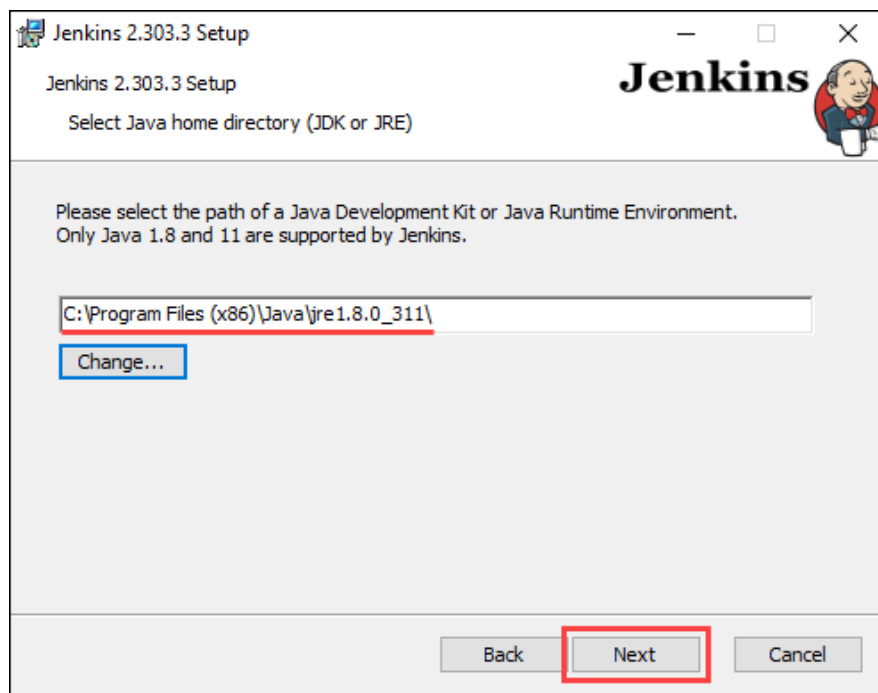 Jenkins 2.303.3 Setup
Jenkins 2.303.3 Setup
Jenkins
Select Java home directory (JDK or JRE)
Please select the path of a Java Development Kit or Java Runtime Environment.
Only Java 1.8 and 11 are supported by Jenkins.
C:\Program Files (x86)\Java\jre1.8.0_311\
Change...
Back
Next
Cancel